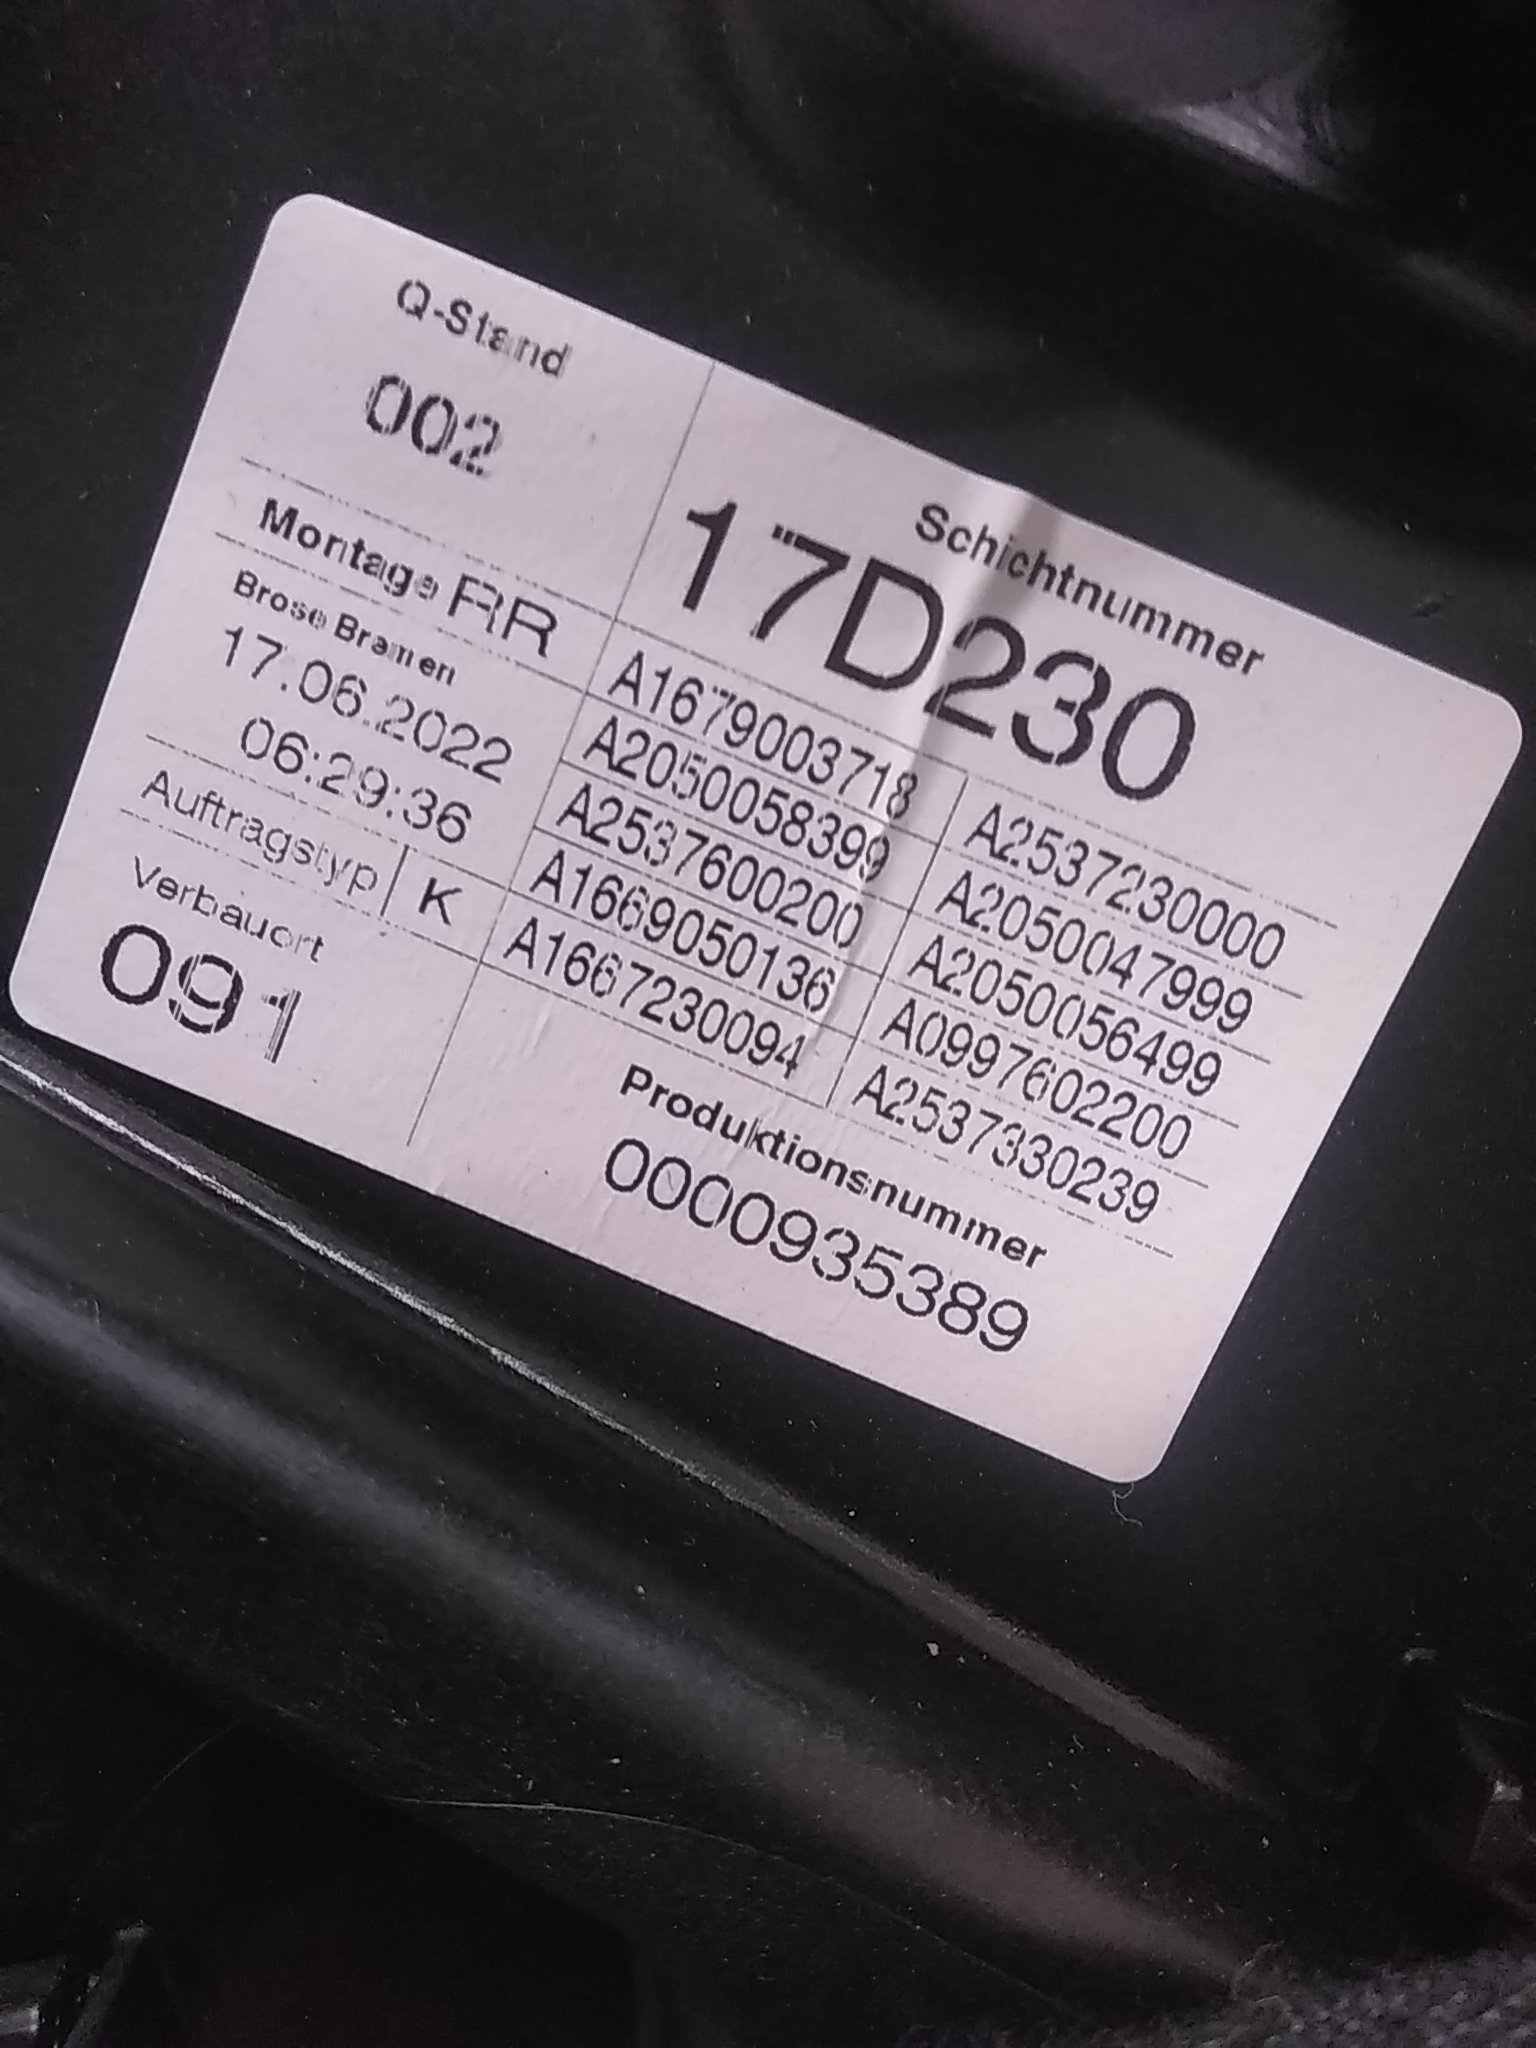 Q-Stand
002
Schichtnummer
17D230
Montage RR
Brose Bremen
17.06.2022
06:29:36
Auftragstyp K
Verbauort
091
A1679003718 A2537230000
A2050058399 A2050047999
A2537600200 A2050056499
A1669050136 A0997602200
A1667230094 A2537330239
Produktionsnummer
0000935389